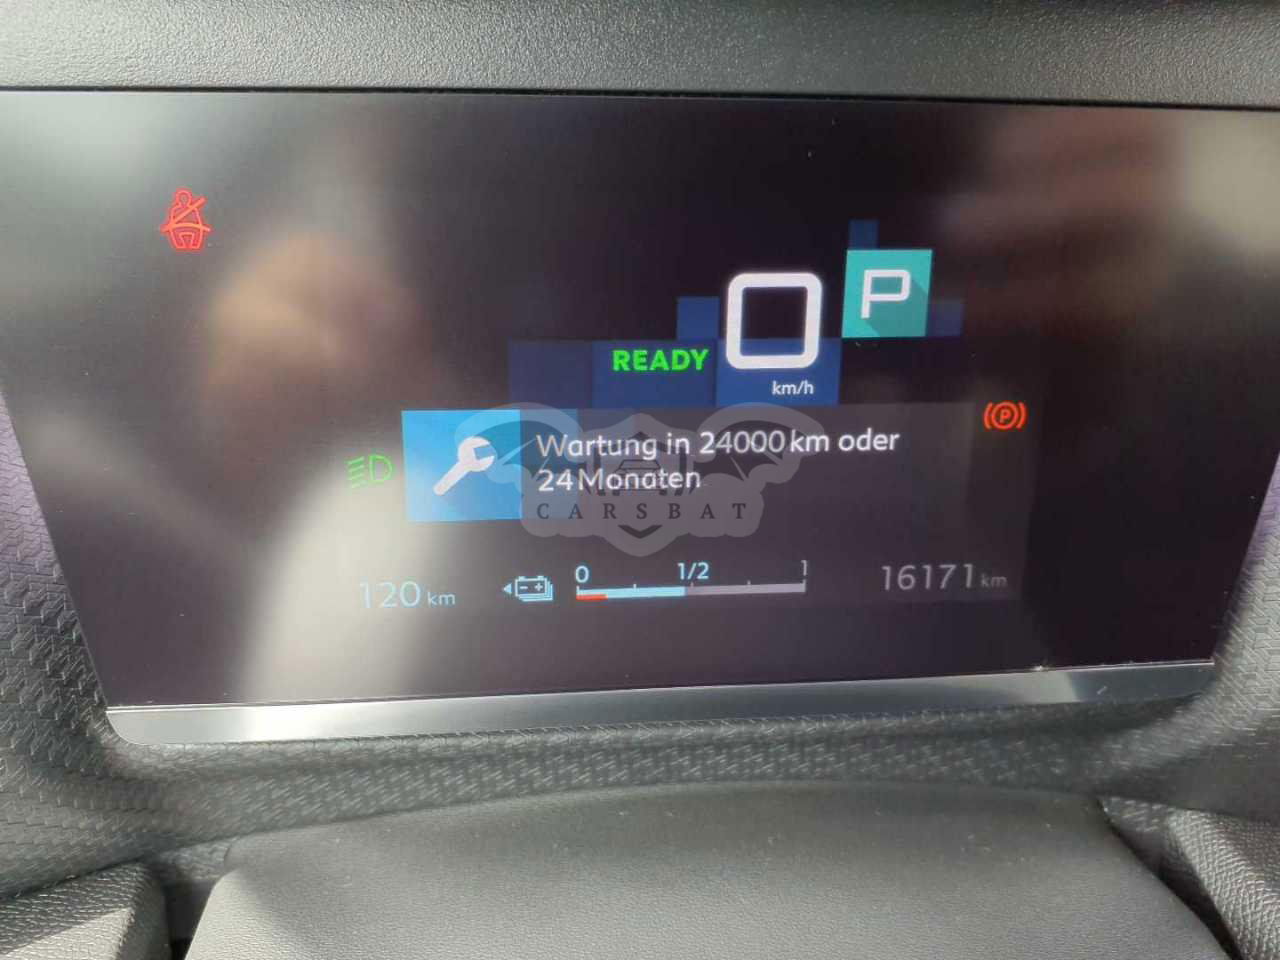 0
P
READY
km/h
Wartung in 24000 km oder
24 Monaten
CARSBAT
0 1/2 1
120 km
16171 km